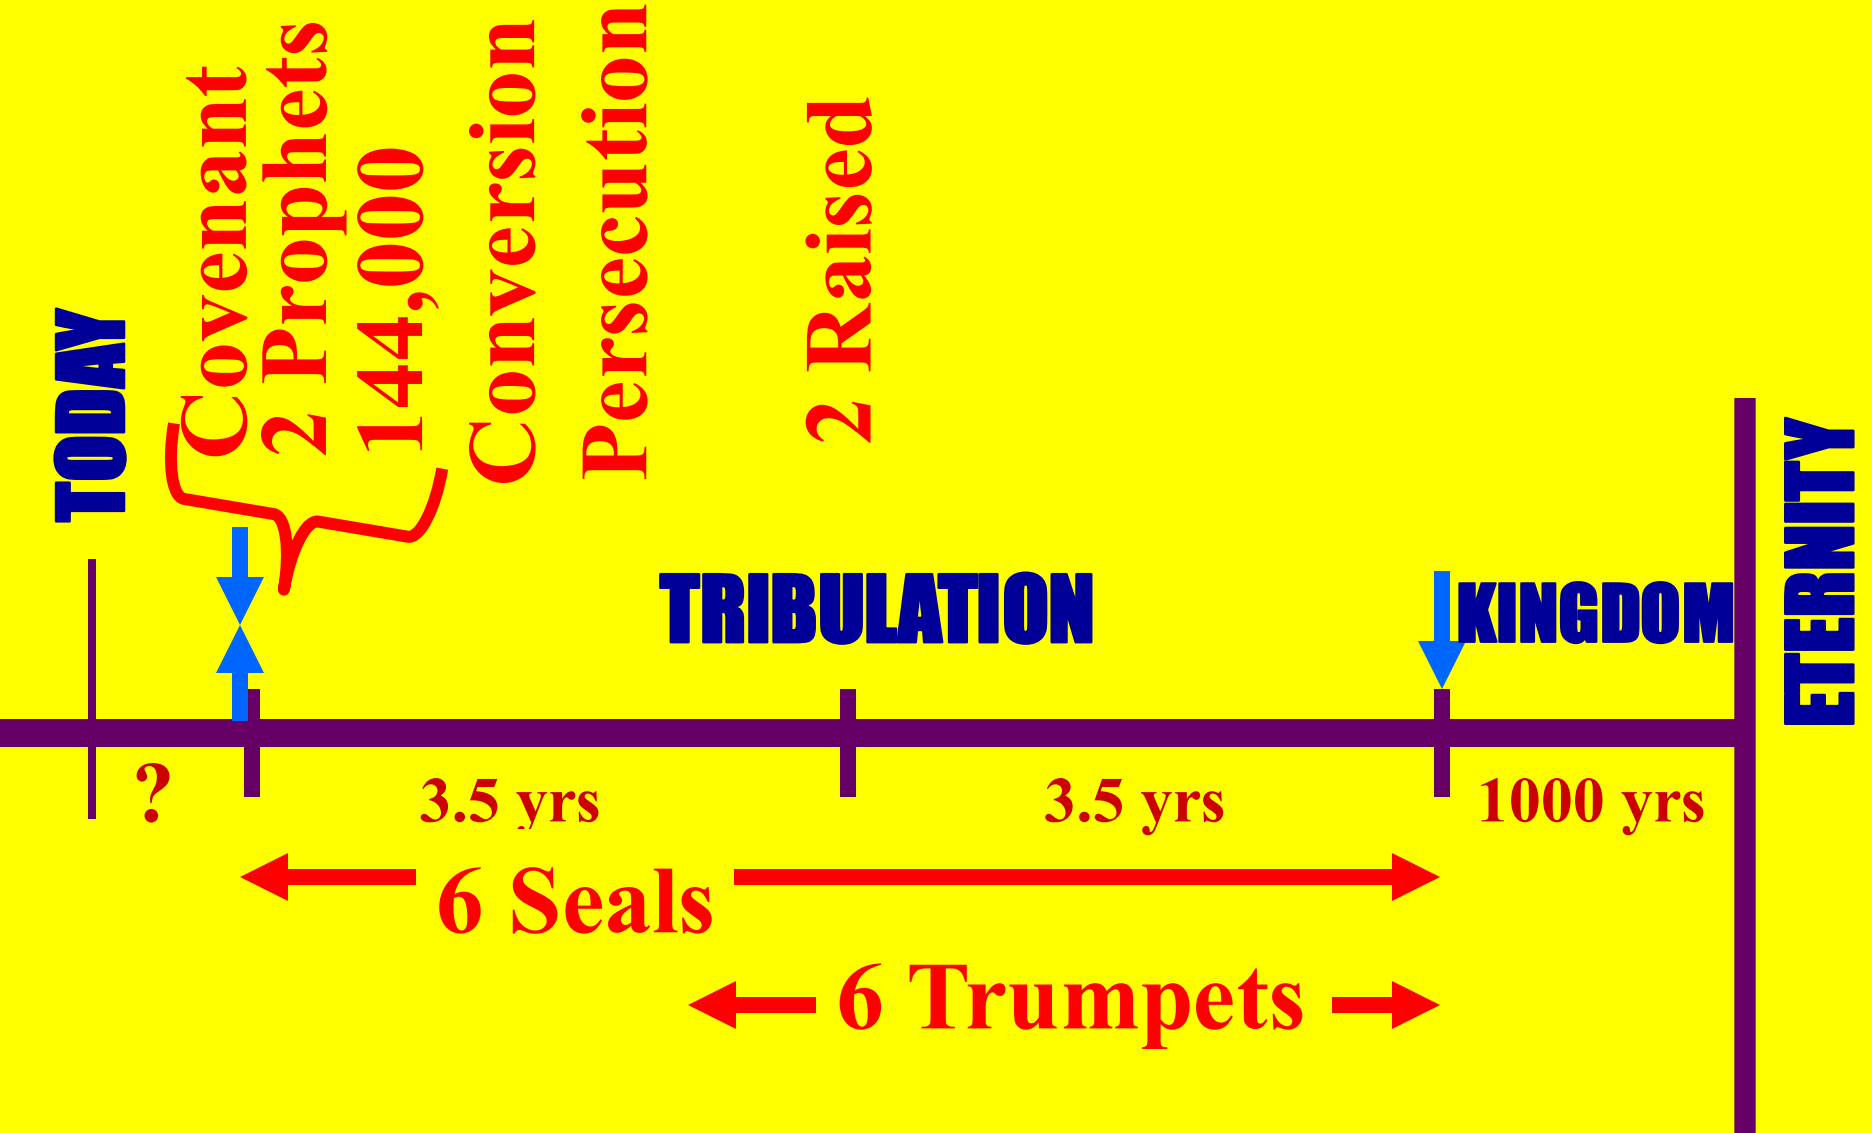 TODAY
Covenant
2 Prophets
144,000
Conversion
Persecution
2 Raised
TRIBULATION
KINGDOM
ETERNITY
?
3.5 yrs
3.5 yrs
1000 yrs
6 Seals
6 Trumpets